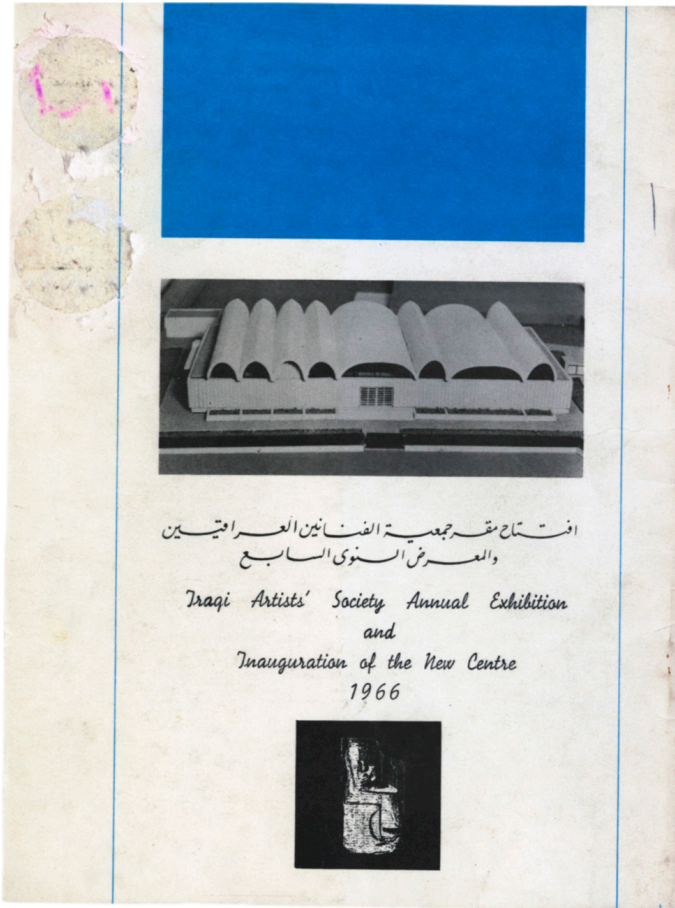 افتتاح مقر جمعية الفنانين العراقيين
والمعرض السنوى السابع
Iraqi Artists' Society Annual Exhibition
and
Inauguration of the New Centre
1966